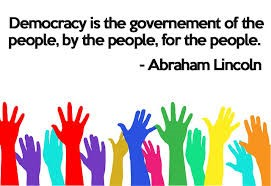 Democracy is the governement of the
people, by the people, for the people.
- Abraham Lincoln